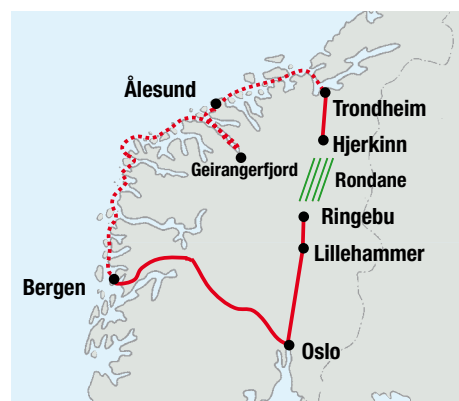 Ålesund
Trondheim
Hjerkinn
Geirangerfjord
Rondane
Ringebu
Lillehammer
Bergen
Oslo